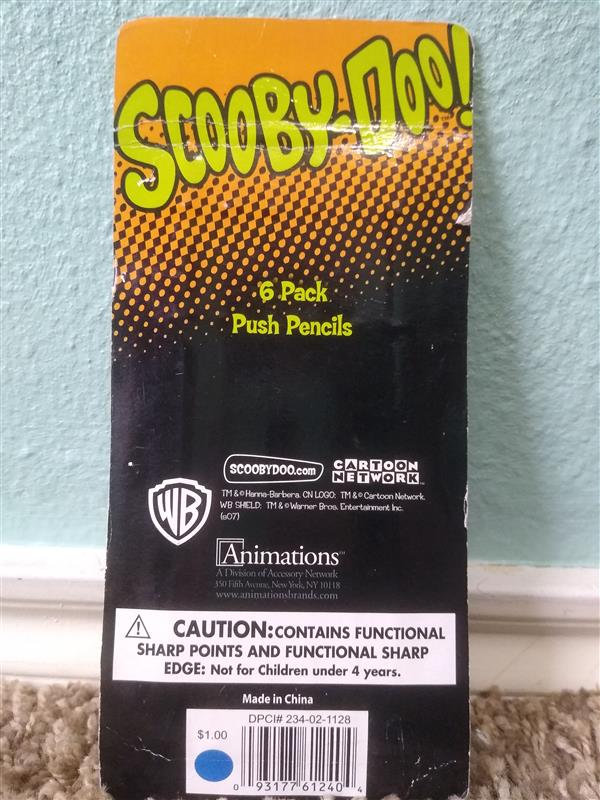 SCOOBY-DOO!
6 Pack
Push Pencils
SCOOBYDOO.com
CARTOON
NETWORK
TM & © Hanna-Barbera. CN LOGO: TM & © Cartoon Network.
WB SHIELD: TM & © Warner Bros. Entertainment Inc.
(s07)
WB
Animations™
A Division of Accessory Network
350 Fifth Avenue, New York, NY 10118
www.animationsbrands.com
CAUTION: CONTAINS FUNCTIONAL
SHARP POINTS AND FUNCTIONAL SHARP
EDGE: Not for Children under 4 years.
Made in China
DPCI# 234-02-1128
$1.00
0 93177 61240 4